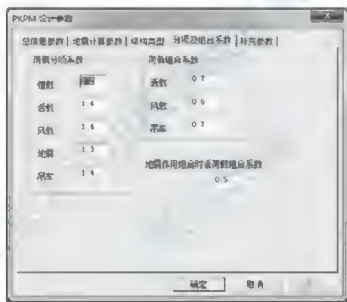 PKPM 设计参数
总信息参数 地震计算参数 结构类型 分项及组合系数 补充参数
荷载分项系数 荷载组合系数
恒载 活载 0.7
活载 1.4 风载 0.6
风载 1.4 吊车 0.7
地震 1.3
吊车 1.4
地震作用组合时活荷载组合系数
0.5
确定 取消